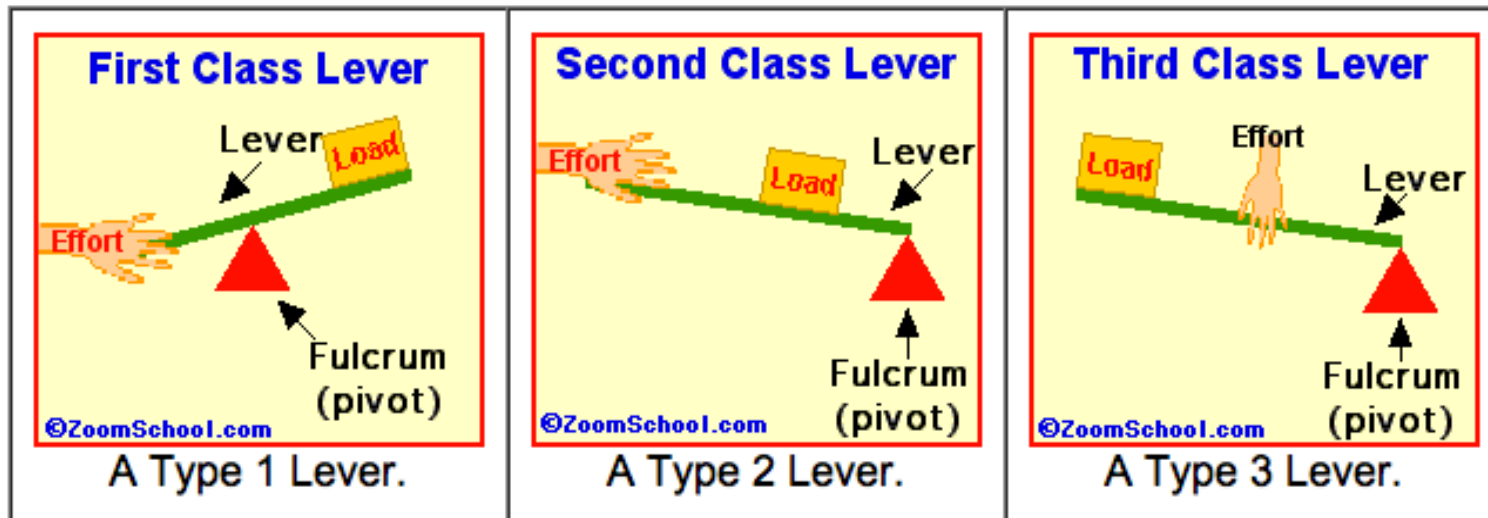 First Class Lever
Lever
Load
Effort
Fulcrum
(pivot)
©ZoomSchool.com
A Type 1 Lever.
Second Class Lever
Effort
Load
Lever
Fulcrum
(pivot)
©ZoomSchool.com
A Type 2 Lever.
Third Class Lever
Load
Effort
Lever
Fulcrum
(pivot)
©ZoomSchool.com
A Type 3 Lever.